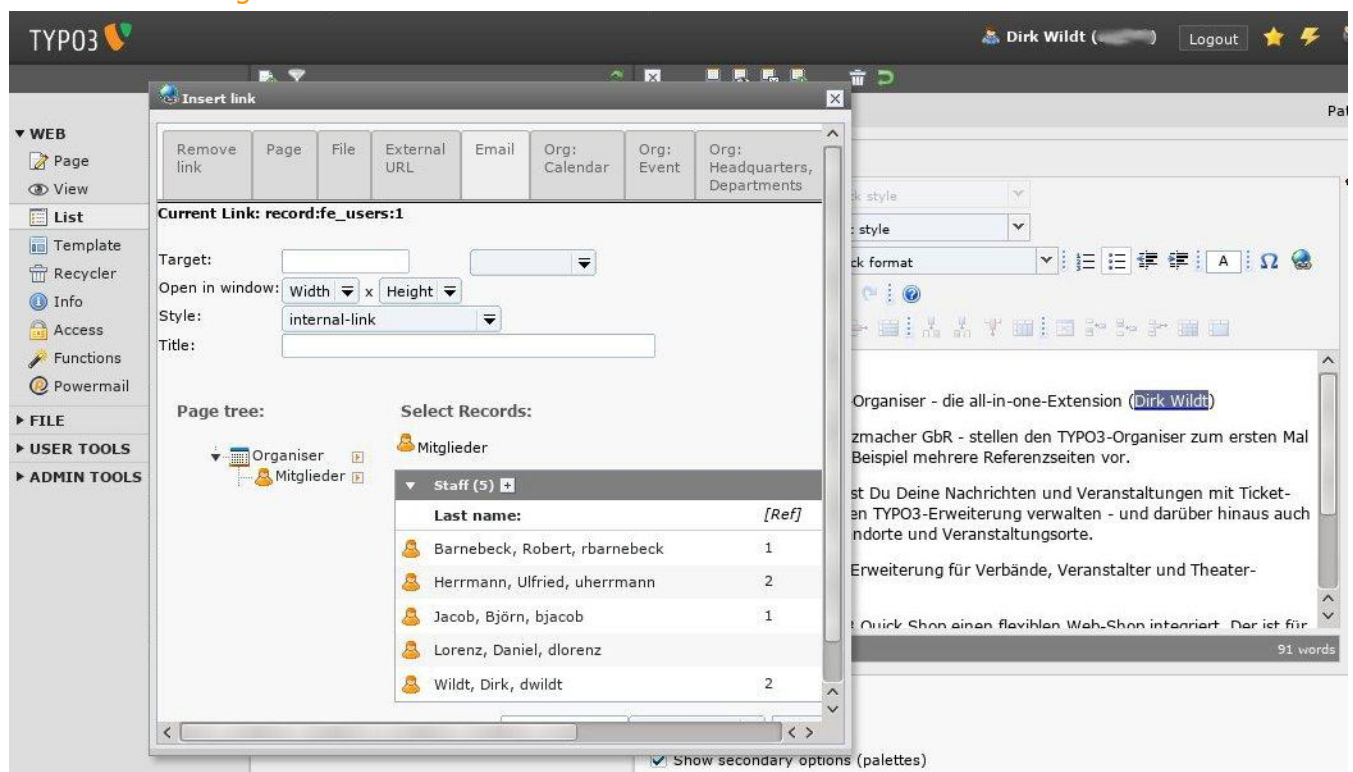 TYPO3
Dirk Wildt ( )
Logout
Insert link
Pat
WEB
Page
View
List
Template
Recycler
Info
Access
Functions
Powermail
FILE
USER TOOLS
ADMIN TOOLS
Remove link
Page
File
External URL
Email
Org: Calendar
Org: Event
Org: Headquarters, Departments
Current Link: record:fe_users:1
Target:
Open in window: Width x Height
Style: internal-link
Title:
Page tree:
Organiser
Mitglieder
Select Records:
Mitglieder
Staff (5)
Last name: [Ref]
Barnebeck, Robert, rbarnebeck 1
Herrmann, Ulfried, uherrmann 2
Jacob, Björn, bjacob 1
Lorenz, Daniel, dlorenz
Wildt, Dirk, dwildt 2
style
style
ck format
A Ω
Organiser - die all-in-one-Extension (Dirk Wildt)
zmacher GbR - stellen den TYPO3-Organiser zum ersten Mal
Beispiel mehrere Referenzseiten vor.
st Du Deine Nachrichten und Veranstaltungen mit Ticket-
en TYPO3-Erweiterung verwalten - und darüber hinaus auch
ndorte und Veranstaltungsorte.
Erweiterung für Verbände, Veranstalter und Theater-
Quick Shop einen flexiblen Web-Shop integriert. Der ist für
91 words
Show secondary options (palettes)